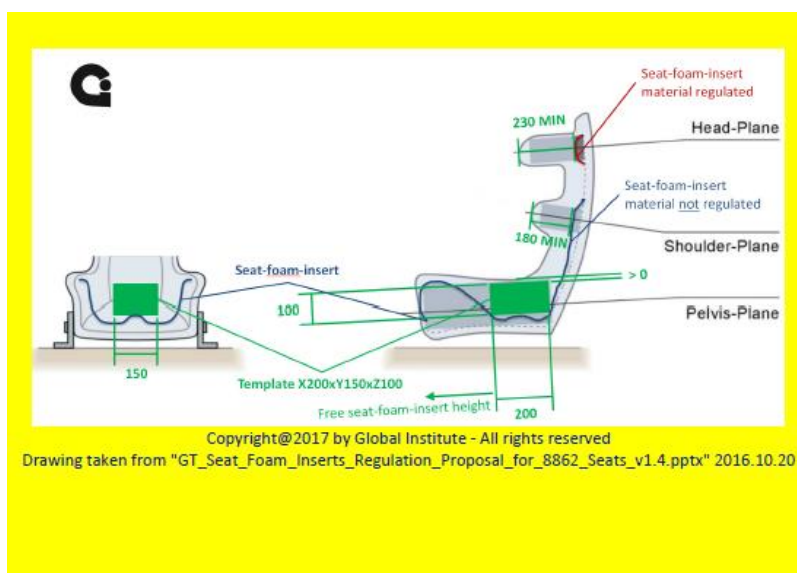 Seat-foam-insert
material regulated
230 MIN
Head-Plane
Seat-foam-insert
material not regulated
180 MIN
Shoulder-Plane
Seat-foam-insert
> 0
100
Pelvis-Plane
150
Template X200xY150xZ100
Free seat-foam-insert height
200
Copyright@2017 by Global Institute - All rights reserved
Drawing taken from "GT_Seat_Foam_Inserts_Regulation_Proposal_for_8862_Seats_v1.4.pptx" 2016.10.20